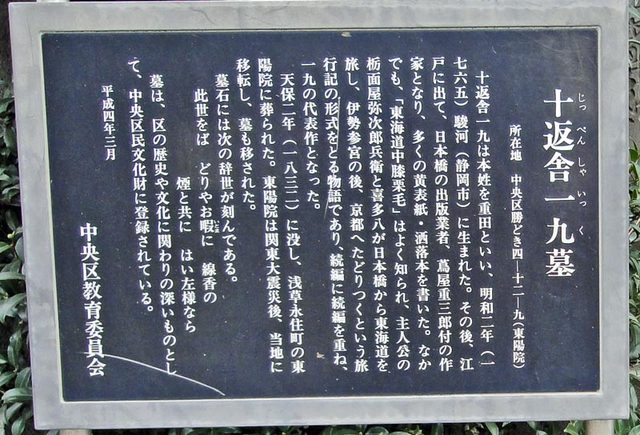 じっぺんしゃいっく
十返舎一九墓
所在地 中央区勝どき四―十二―九(東陽院)
十返舎一九は本姓を重田といい、明和二年(一
七六五)駿河(静岡市)に生まれた。その後、江
戸に出て、日本橋の出版業者、蔦屋重三郎付の作
家となり、多くの黄表紙・洒落本を書いた。なか
でも、「東海道中膝栗毛」はよく知られ、主人公の
栃面屋弥次郎兵衛と喜多八が日本橋から東海道を
旅し、伊勢参宮の後、京都へたどりつくという旅
行記の形式をとる物語であり、続編に続編を重ね、
一九の代表作となった。
天保二年(一八三一)に没し、浅草永住町の東
陽院に葬られた。東陽院は関東大震災後、当地に
移転し、墓も移された。
墓石には次の辞世が刻んである。
此世をば どりやお暇に 線香の
煙と共に はい左様なら
墓は、区の歴史や文化に関わりの深いものとし
て、中央区民文化財に登録されている。
平成四年三月
中央区教育委員会